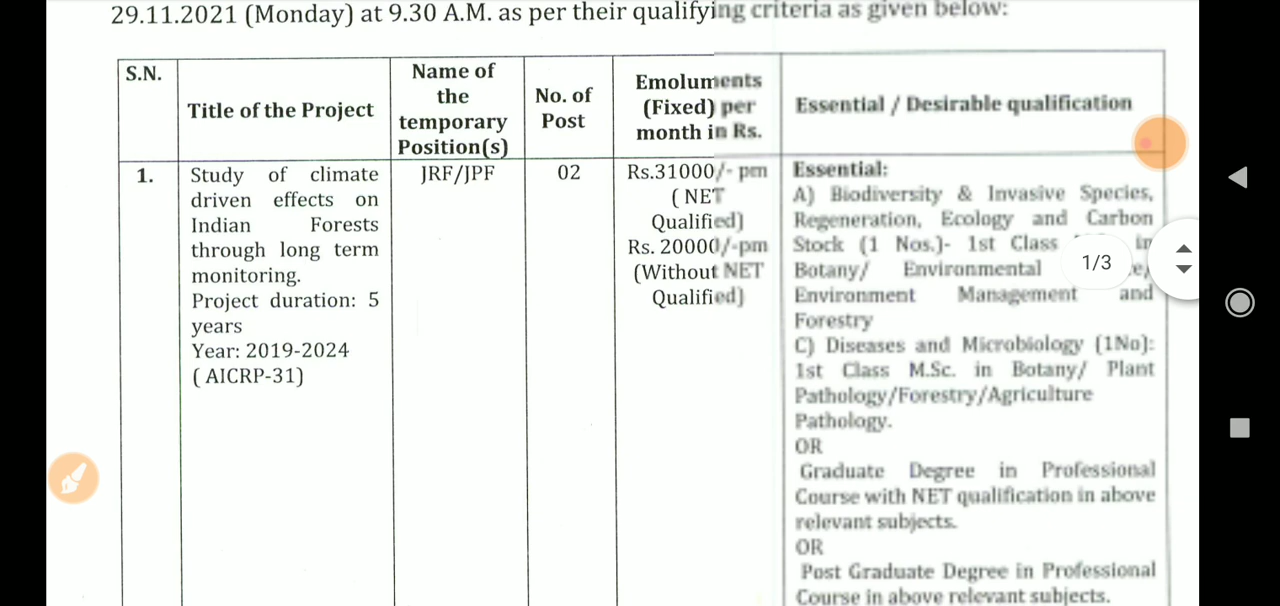 29.11.2021 (Monday) at 9.30 A.M. as per their qualifying criteria as given below:
S.N.
Title of the Project
Name of
the
temporary
Position(s)
No. of
Post
Emoluments
(Fixed) per
month in Rs.
Essential / Desirable qualification
1.
Study of climate
driven effects on
Indian Forests
through long term
monitoring.
Project duration: 5
years
Year: 2019-2024
( AICRP-31)
JRF/JPF
02
Rs.31000/- pm
( NET
Qualified)
Rs. 20000/-pm
(Without NET
Qualified)
Essential:
A) Biodiversity & Invasive Species,
Regeneration, Ecology and Carbon
Stock (1 Nos.)- 1st Class in
Botany/ Environmental
Environment Management and
Forestry
C) Diseases and Microbiology (1No):
1st Class M.Sc. in Botany/ Plant
Pathology/Forestry/Agriculture
Pathology.
OR
Graduate Degree in Professional
Course with NET qualification in above
relevant subjects.
OR
Post Graduate Degree in Professional
Course in above relevant subjects.
1/3